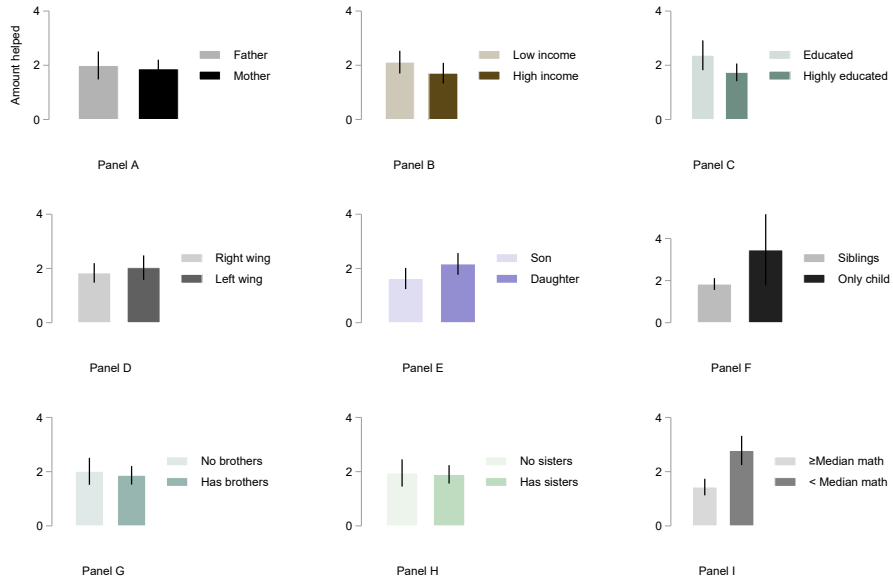 Amount helped
4
2
0
Father
Mother
Panel A
4
2
0
Low income
High income
Panel B
4
2
0
Educated
Highly educated
Panel C
4
2
0
Right wing
Left wing
Panel D
4
2
0
Son
Daughter
Panel E
4
2
0
Siblings
Only child
Panel F
4
2
0
No brothers
Has brothers
Panel G
4
2
0
No sisters
Has sisters
Panel H
4
2
0
≥Median math
< Median math
Panel I